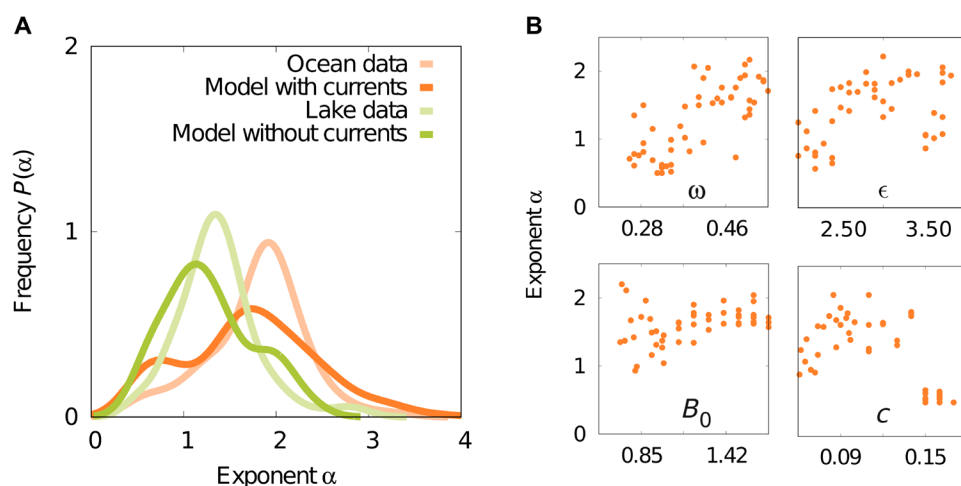 A
2
1
0
Frequency P(α)
Ocean data
Model with currents
Lake data
Model without currents
0 1 2 3 4
Exponent α
B
Exponent α
2
1
0
ω
0.28 0.46
ϵ
2.50 3.50
2
1
0
B0
0.85 1.42
c
0.09 0.15